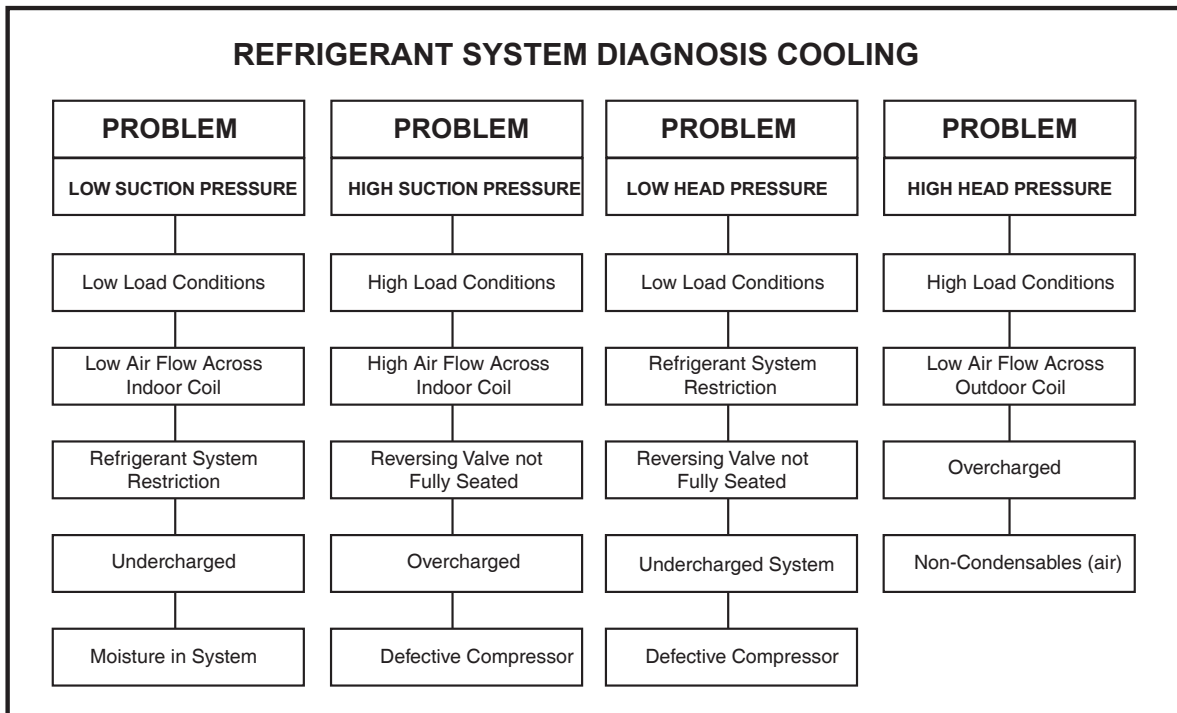 REFRIGERANT SYSTEM DIAGNOSIS COOLING
PROBLEM
LOW SUCTION PRESSURE
Low Load Conditions
Low Air Flow Across
Indoor Coil
Refrigerant System
Restriction
Undercharged
Moisture in System
PROBLEM
HIGH SUCTION PRESSURE
High Load Conditions
High Air Flow Across
Indoor Coil
Reversing Valve not
Fully Seated
Overcharged
Defective Compressor
PROBLEM
LOW HEAD PRESSURE
Low Load Conditions
Refrigerant System
Restriction
Reversing Valve not
Fully Seated
Undercharged System
Defective Compressor
PROBLEM
HIGH HEAD PRESSURE
High Load Conditions
Low Air Flow Across
Outdoor Coil
Overcharged
Non-Condensables (air)